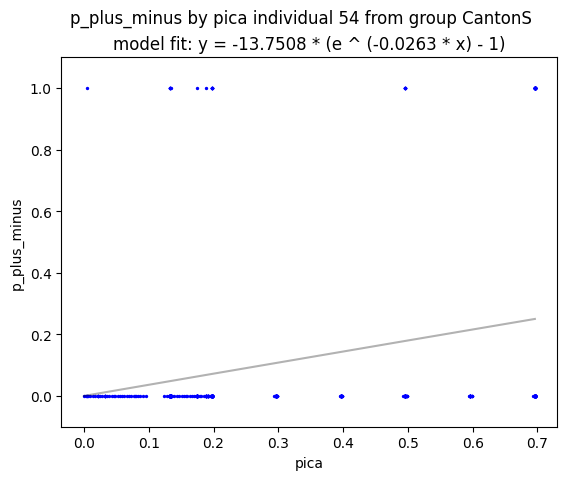 p_plus_minus by pica individual 54 from group CantonS
model fit: y = -13.7508 * (e ^ (-0.0263 * x) - 1)
1.0
0.8
0.6
0.4
0.2
0.0
p_plus_minus
0.0 0.1 0.2 0.3 0.4 0.5 0.6 0.7
pica